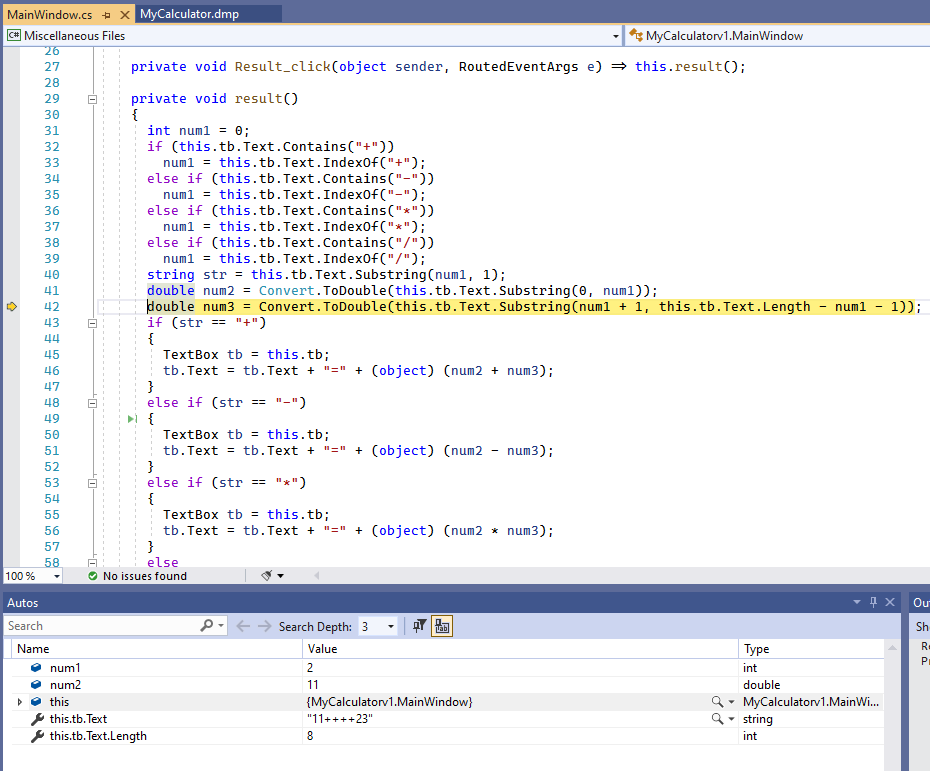 MainWindow.cs MyCalculator.dmp
C# Miscellaneous Files MyCalculatorv1.MainWindow
26
27 private void Result_click(object sender, RoutedEventArgs e) => this.result();
28
29 private void result()
30 {
31 int num1 = 0;
32 if (this.tb.Text.Contains("+"))
33 num1 = this.tb.Text.IndexOf("+");
34 else if (this.tb.Text.Contains("-"))
35 num1 = this.tb.Text.IndexOf("-");
36 else if (this.tb.Text.Contains("*"))
37 num1 = this.tb.Text.IndexOf("*");
38 else if (this.tb.Text.Contains("/"))
39 num1 = this.tb.Text.IndexOf("/");
40 string str = this.tb.Text.Substring(num1, 1);
41 double num2 = Convert.ToDouble(this.tb.Text.Substring(0, num1));
42 double num3 = Convert.ToDouble(this.tb.Text.Substring(num1 + 1, this.tb.Text.Length - num1 - 1));
43 if (str == "+")
44 {
45 TextBox tb = this.tb;
46 tb.Text = tb.Text + "=" + (object) (num2 + num3);
47 }
48 else if (str == "-")
49 {
50 TextBox tb = this.tb;
51 tb.Text = tb.Text + "=" + (object) (num2 - num3);
52 }
53 else if (str == "*")
54 {
55 TextBox tb = this.tb;
56 tb.Text = tb.Text + "=" + (object) (num2 * num3);
57 }
58 else
100 % No issues found
Autos
Search Search Depth: 3
Name Value Type
num1 2 int
num2 11 double
this {MyCalculatorv1.MainWindow} MyCalculatorv1.MainWi...
this.tb.Text "11++++23" string
this.tb.Text.Length 8 int